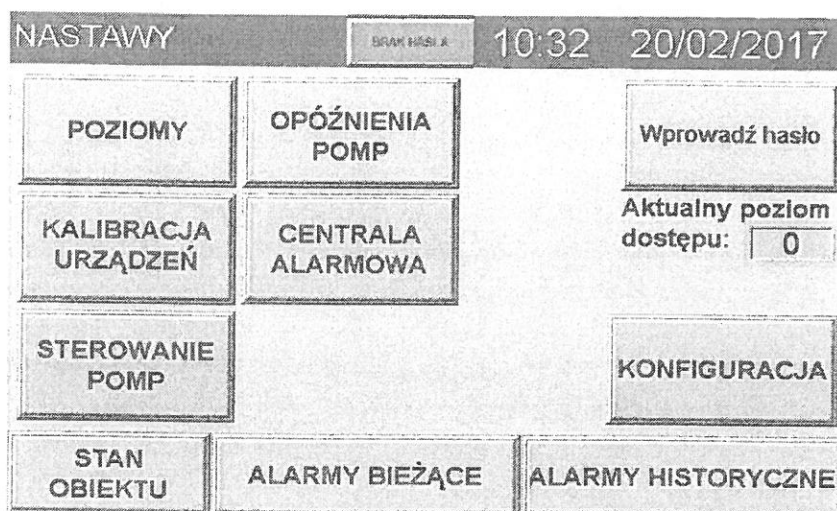 NASTAWY
BRAK HASŁA
10:32 20/02/2017
POZIOMY
OPÓŹNIENIA
POMP
Wprowadź hasło
KALIBRACJA
URZĄDZEŃ
CENTRALA
ALARMOWA
Aktualny poziom
dostępu: 0
STEROWANIE
POMP
KONFIGURACJA
STAN
OBIEKTU
ALARMY BIEŻĄCE
ALARMY HISTORYCZNE